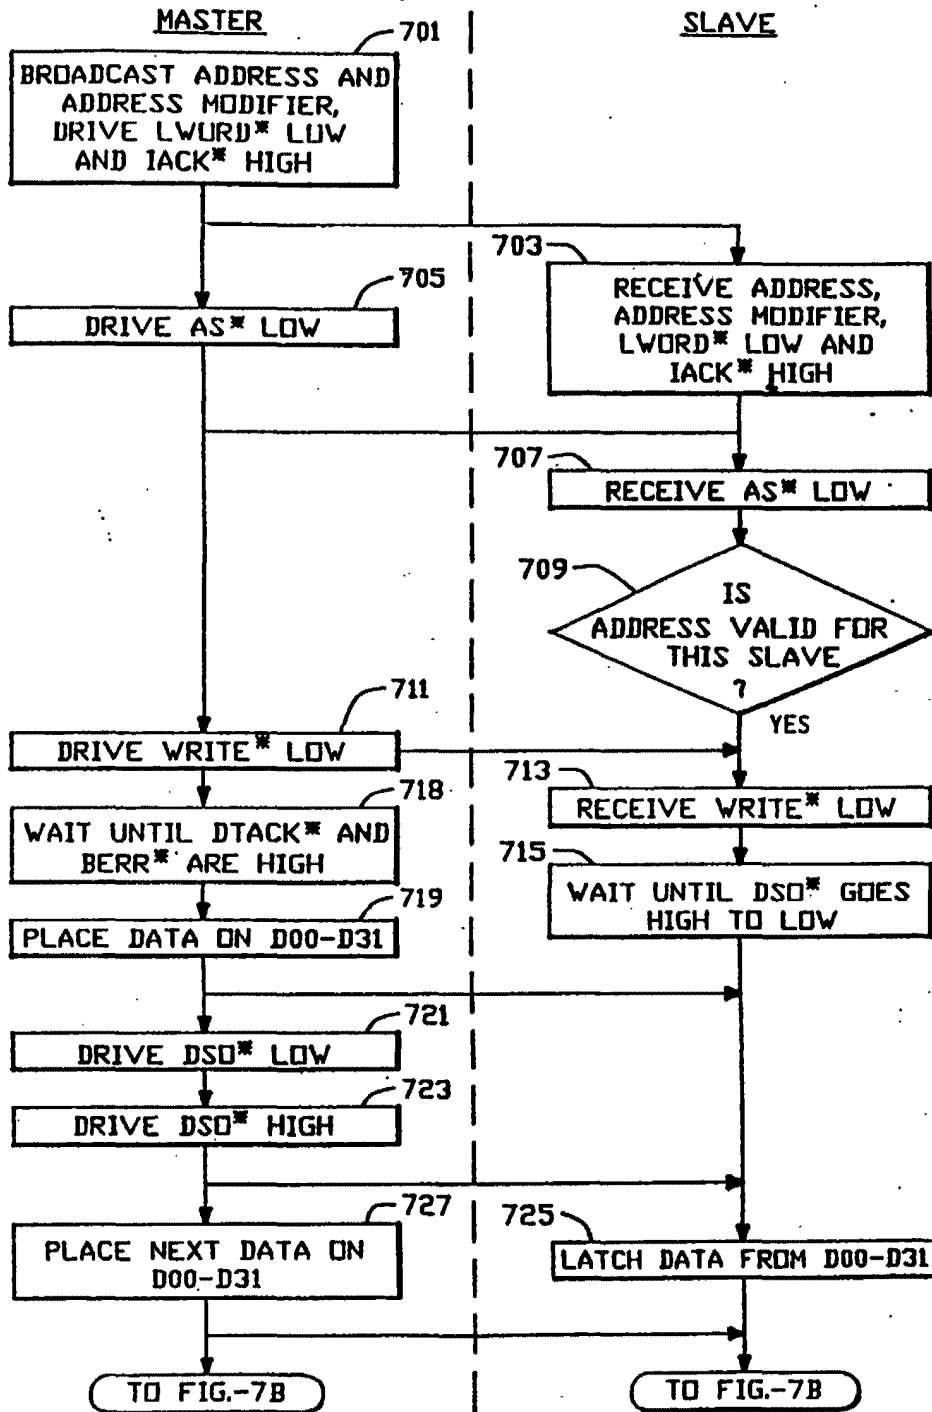 MASTER
SLAVE
701
BROADCAST ADDRESS AND
ADDRESS MODIFIER,
DRIVE LWORD* LOW
AND IACK* HIGH
703
RECEIVE ADDRESS,
ADDRESS MODIFIER,
LWORD* LOW AND
IACK* HIGH
705
DRIVE AS* LOW
707
RECEIVE AS* LOW
709
IS
ADDRESS VALID FOR
THIS SLAVE
?
YES
711
DRIVE WRITE* LOW
713
RECEIVE WRITE* LOW
718
WAIT UNTIL DTACK* AND
BERR* ARE HIGH
715
WAIT UNTIL DSO* GOES
HIGH TO LOW
719
PLACE DATA ON D00-D31
721
DRIVE DSO* LOW
723
DRIVE DSO* HIGH
727
PLACE NEXT DATA ON
D00-D31
725
LATCH DATA FROM D00-D31
TO FIG.-7B
TO FIG.-7B